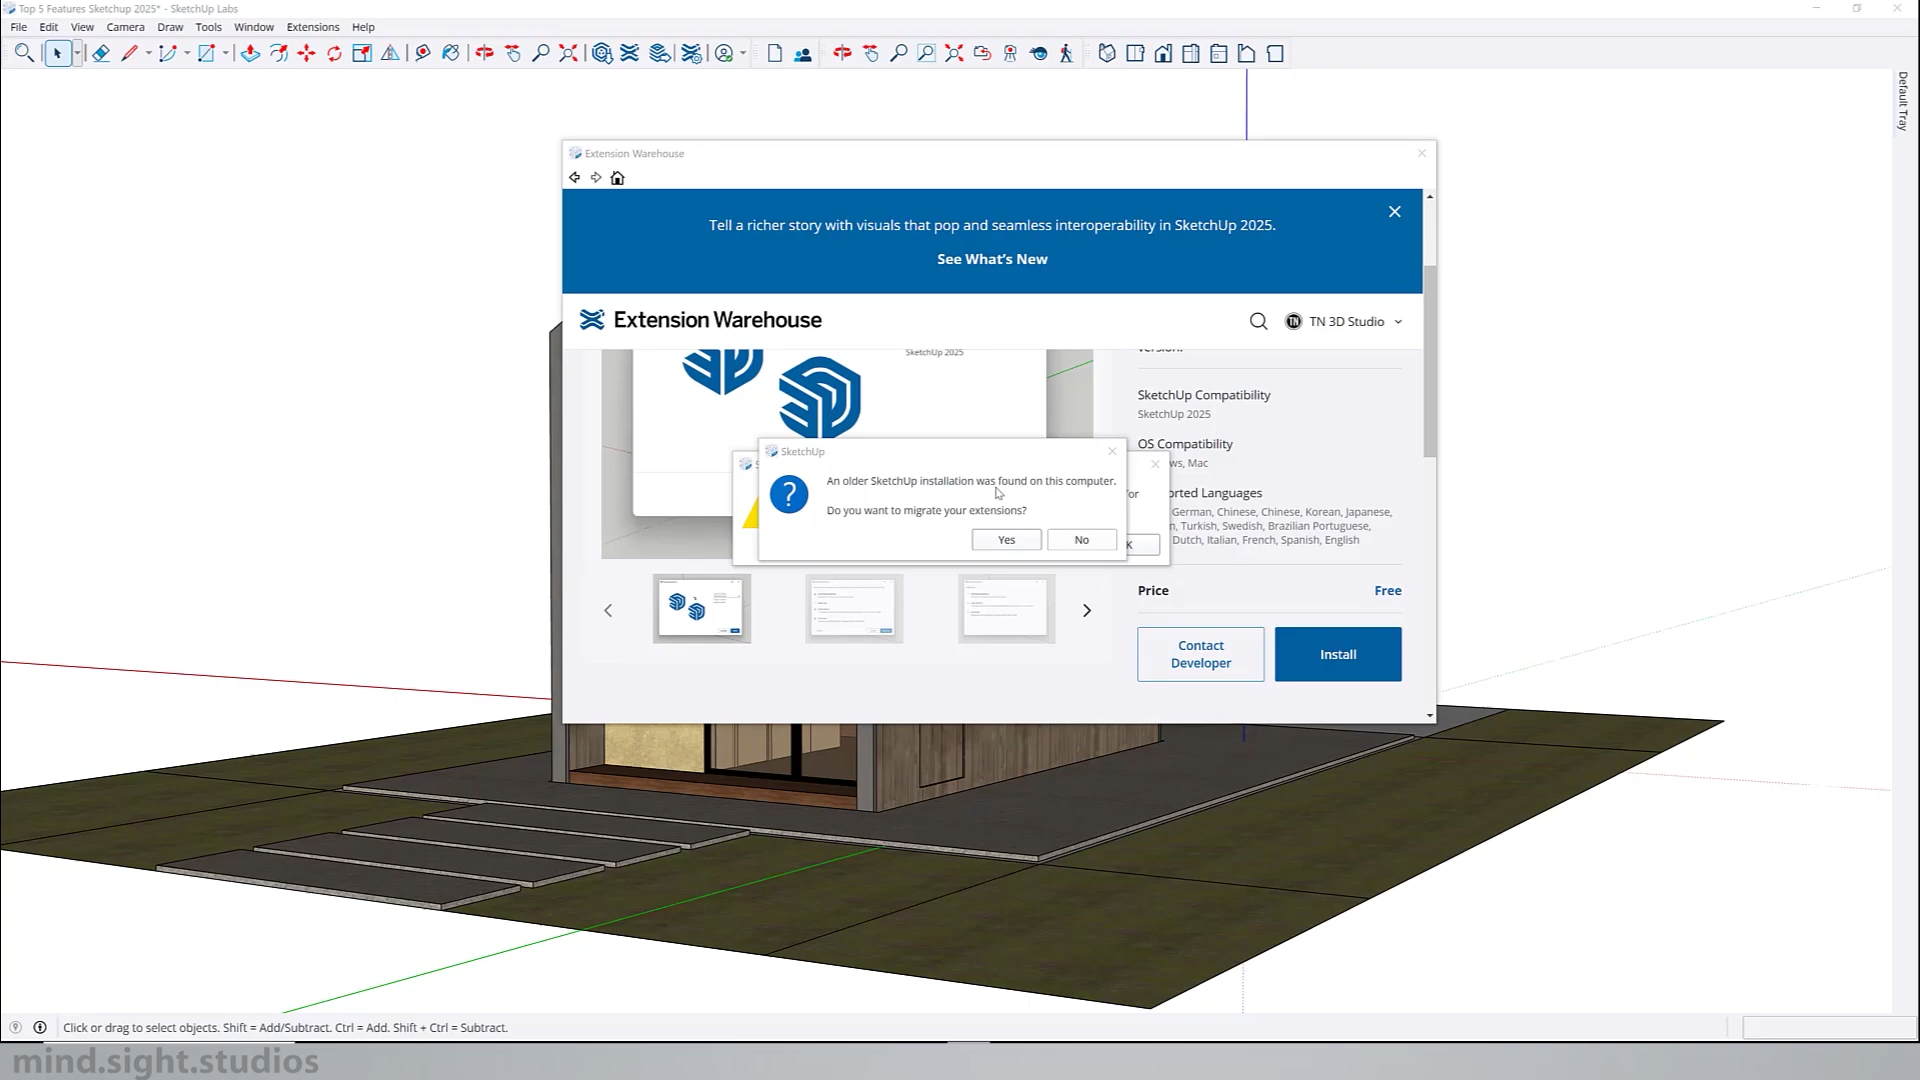 Top 5 Features Sketchup 2025* - SketchUp Labs
File Edit View Camera Draw Tools Window Extensions Help
Default Tray
Extension Warehouse
Tell a richer story with visuals that pop and seamless interoperability in SketchUp 2025.
See What's New
Extension Warehouse
TN TN 3D Studio
SketchUp 2025
SketchUp Compatibility
SketchUp 2025
OS Compatibility
ws, Mac
orted Languages
German, Chinese, Chinese, Korean, Japanese,
n, Turkish, Swedish, Brazilian Portuguese,
Dutch, Italian, French, Spanish, English
SketchUp
An older SketchUp installation was found on this computer.
Do you want to migrate your extensions?
Yes No
K
Price Free
Contact
Developer
Install
Click or drag to select objects. Shift = Add/Subtract. Ctrl = Add. Shift + Ctrl = Subtract.
mind.sight.studios